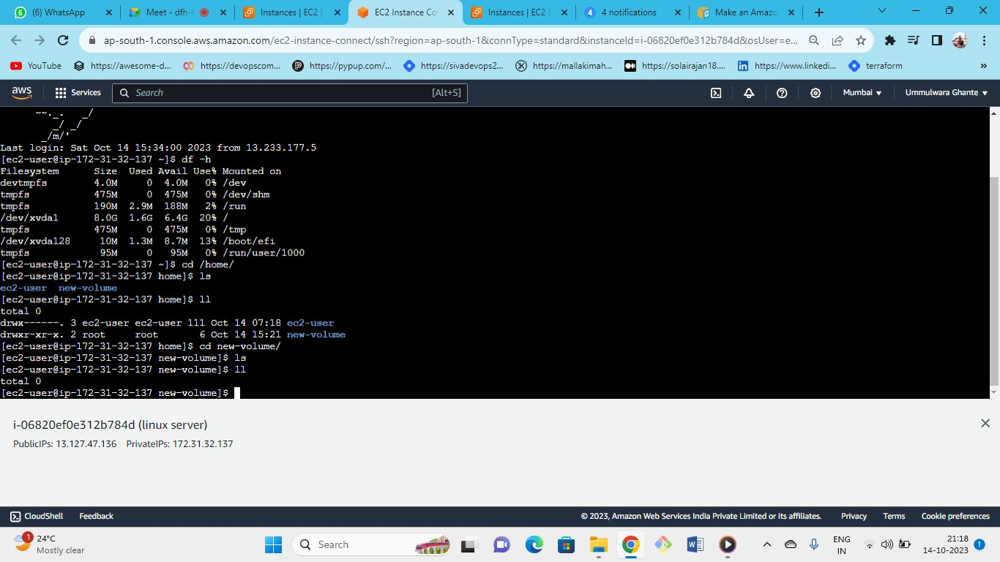 (6) WhatsApp
Meet - dfh-
Instances | EC2
EC2 Instance Co
Instances | EC2
4 notifications
Make an Amazo
ap-south-1.console.aws.amazon.com/ec2-instance-connect/ssh?region=ap-south-1&connType=standard&instanceId=i-06820ef0e312b784d&osUser=e...
YouTube
https://awesome-d...
https://devopscom...
https://pypup.com/...
https://sivadevops2...
https://mallakimah...
https://solairajan18....
https://www.linkedi...
terraform
»
aws
Services
Search
[Alt+S]
Mumbai
Ummulwara Ghante
~~._.   _/
_/ _/
_/m/'
Last login: Sat Oct 14 15:34:00 2023 from 13.233.177.5
[ec2-user@ip-172-31-32-137 ~]$ df -h
Filesystem      Size  Used Avail Use% Mounted on
devtmpfs        4.0M     0  4.0M   0% /dev
tmpfs           475M     0  475M   0% /dev/shm
tmpfs           190M  2.9M  188M   2% /run
/dev/xvda1      8.0G  1.6G  6.4G  20% /
tmpfs           475M     0  475M   0% /tmp
/dev/xvda128     10M  1.3M  8.7M  13% /boot/efi
tmpfs            95M     0   95M   0% /run/user/1000
[ec2-user@ip-172-31-32-137 ~]$ cd /home/
[ec2-user@ip-172-31-32-137 home]$ ls
ec2-user  new-volume
[ec2-user@ip-172-31-32-137 home]$ ll
total 0
drwx------. 3 ec2-user ec2-user 111 Oct 14 07:18 ec2-user
drwxr-xr-x. 2 root     root       6 Oct 14 15:21 new-volume
[ec2-user@ip-172-31-32-137 home]$ cd new-volume/
[ec2-user@ip-172-31-32-137 new-volume]$ ls
[ec2-user@ip-172-31-32-137 new-volume]$ ll
total 0
[ec2-user@ip-172-31-32-137 new-volume]$
i-06820ef0e312b784d (linux server)
PublicIPs: 13.127.47.136    PrivateIPs: 172.31.32.137
CloudShell
Feedback
© 2023, Amazon Web Services India Private Limited or its affiliates.
Privacy
Terms
Cookie preferences
1
24°C
Mostly clear
Search
ENG
IN
21:18
14-10-2023
1